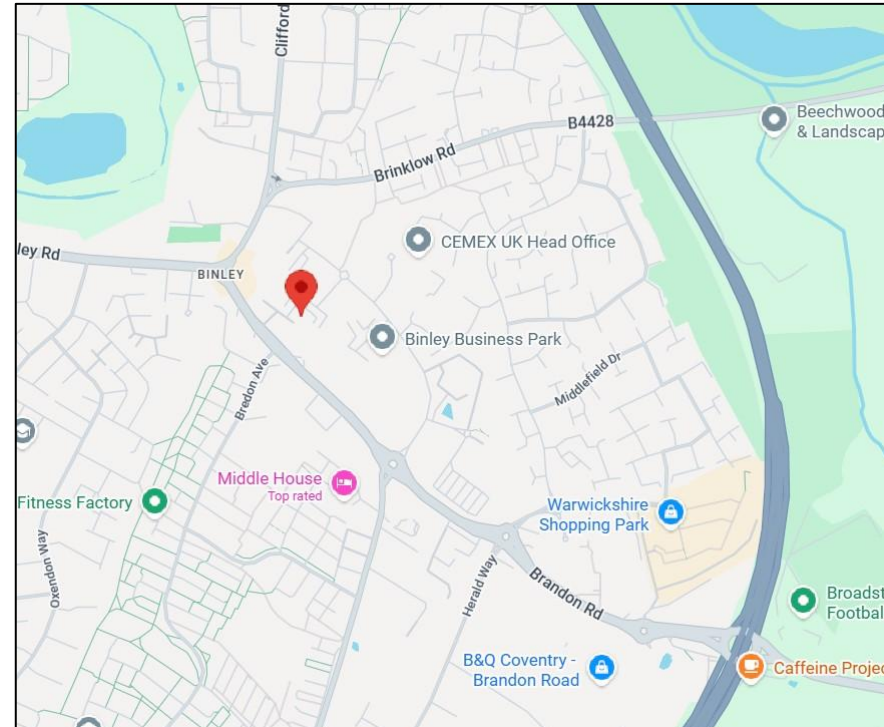 Clifford
B4428
Beechwood
& Landscap
Brinklow Rd
CEMEX UK Head Office
ley Rd
BINLEY
Binley Business Park
Bredon Ave
Middlefield Dr
Middle House
Top rated
Fitness Factory
Warwickshire
Shopping Park
Oxendon Way
Herald Way
Brandon Rd
Broadst
Football
B&Q Coventry -
Brandon Road
Caffeine Projec